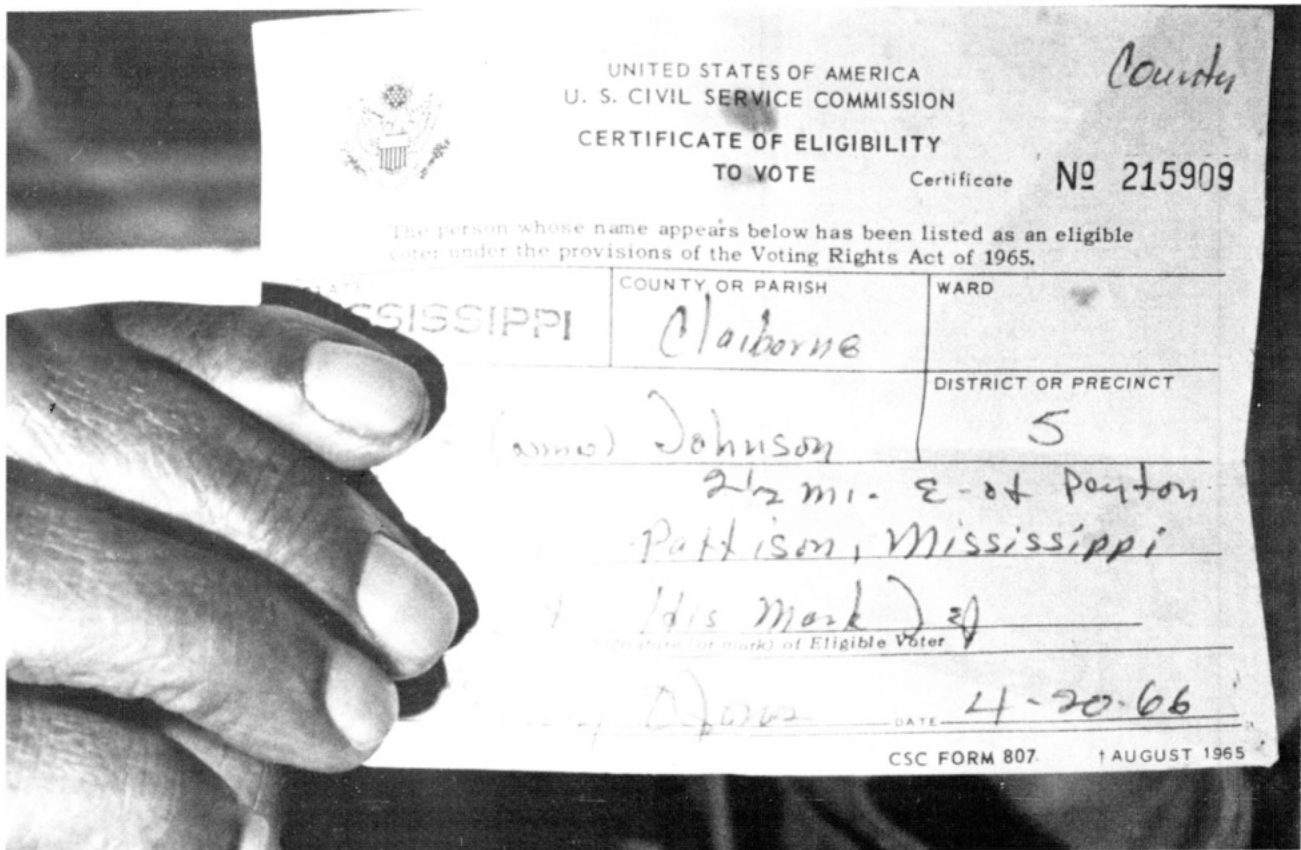 County
UNITED STATES OF AMERICA
U. S. CIVIL SERVICE COMMISSION
CERTIFICATE OF ELIGIBILITY
TO VOTE
Certificate Nº 215909
The person whose name appears below has been listed as an eligible
voter under the provisions of the Voting Rights Act of 1965.
COUNTY OR PARISH
WARD
SSISSIPPI
Claiborne
DISTRICT OR PRECINCT
Johnson
5
2½ mi. E-of Peyton
Pattison, Mississippi
His Mark)
Signature (or mark) of Eligible Voter
DATE 4-20-66
CSC FORM 807 † AUGUST 1965